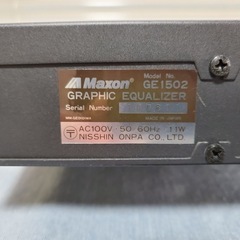 Maxon Model No.
GE1502
GRAPHIC EQUALIZER
Serial Number
MADE IN JAPAN
AC100V 50-60Hz 11W
NISSHIN ONPA CO., LTD.